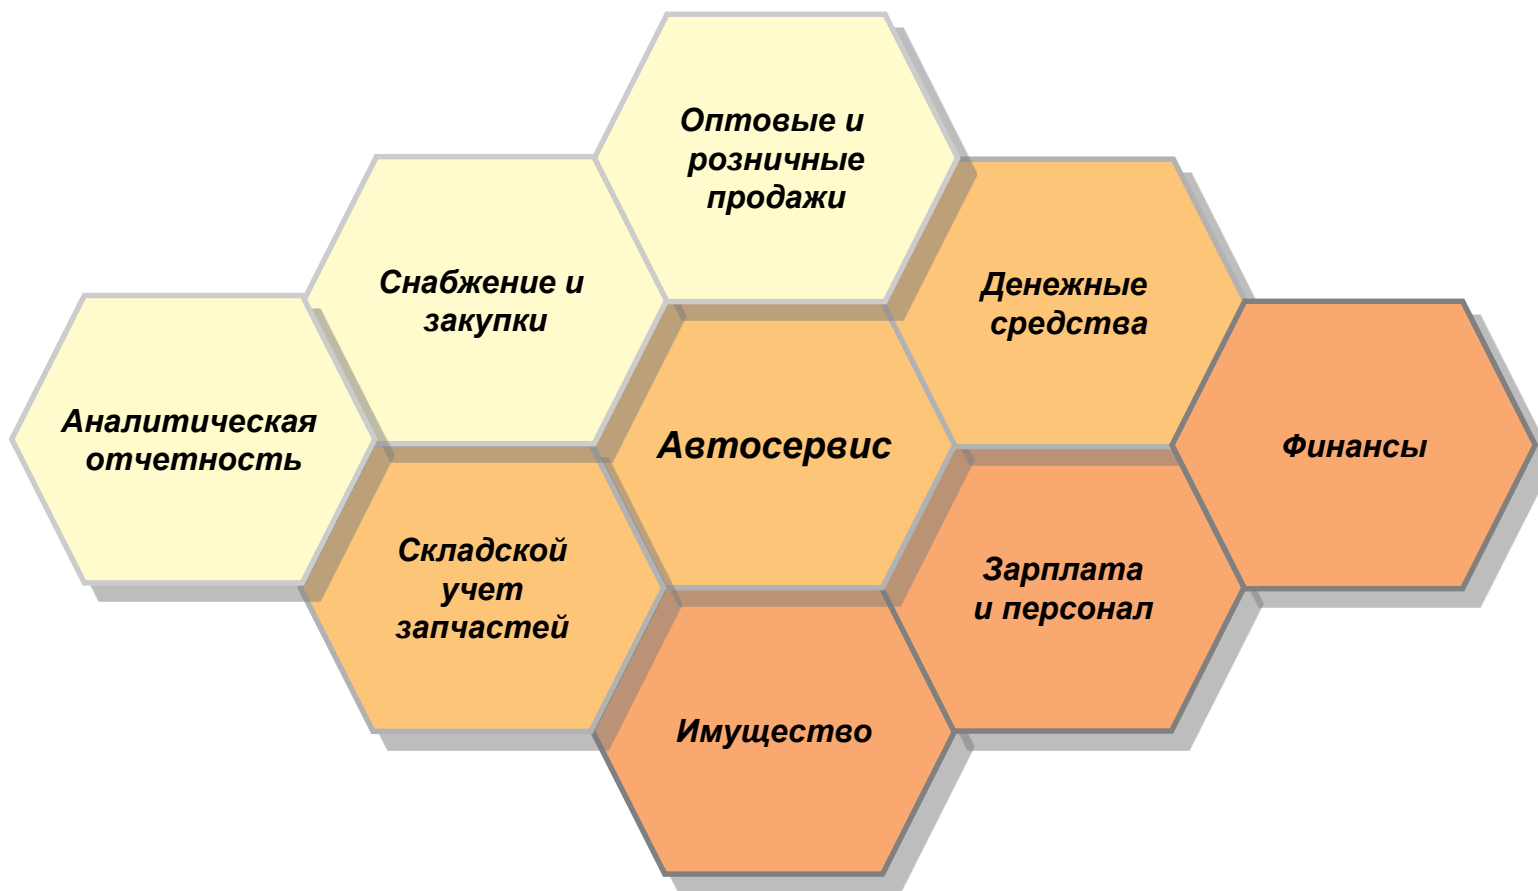 Оптовые и
розничные
продажи
Снабжение и
закупки
Денежные
средства
Аналитическая
отчетность
Автосервис
Финансы
Складской
учет
запчастей
Зарплата
и персонал
Имущество